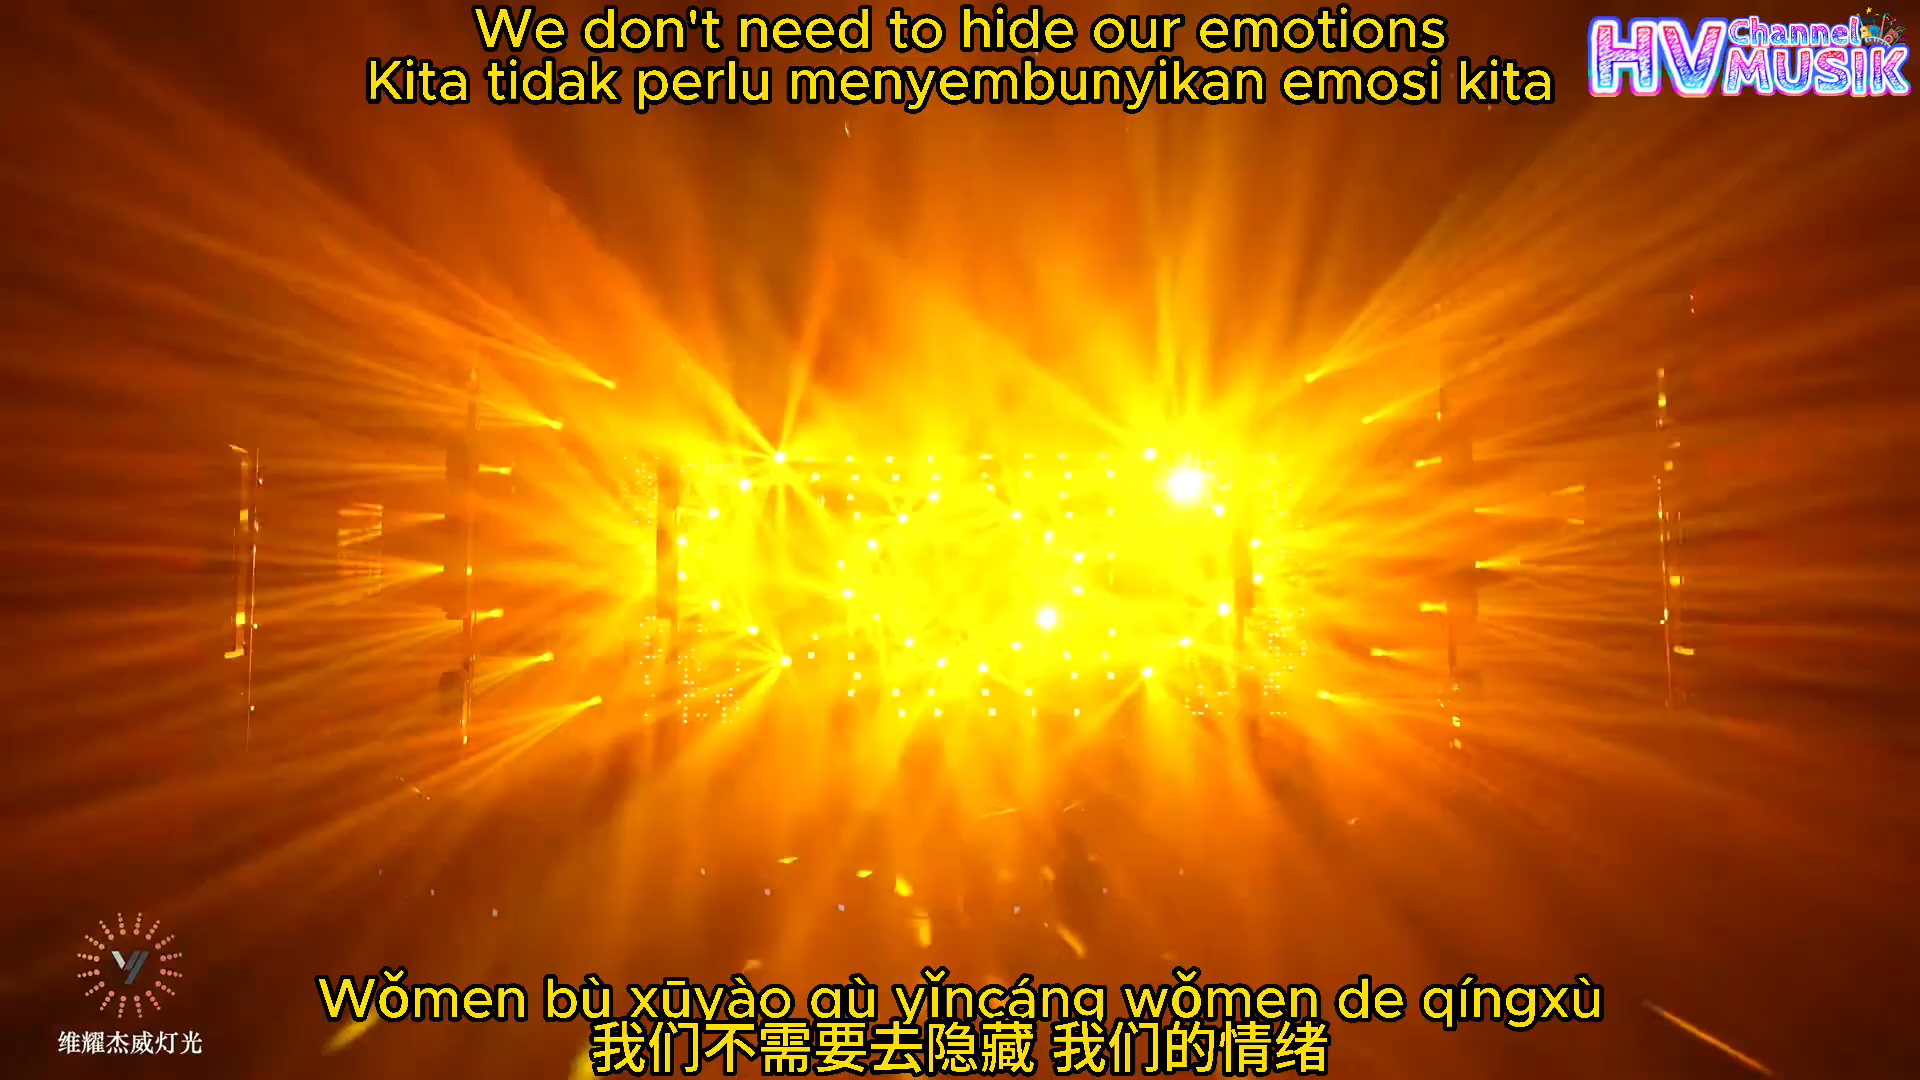 We don't need to hide our emotions
Kita tidak perlu menyembunyikan emosi kita
HV Channel MUSIK
Wǒmen bù xūyào qù yǐncáng wǒmen de qíngxù
我们不需要去隐藏 我们的情绪
维耀杰威灯光